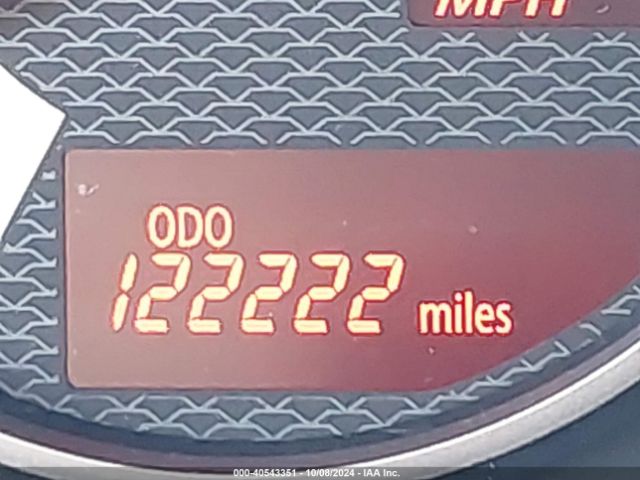 MPH
ODO
122222 miles
000-40543351 - 10/08/2024 - IAA Inc.